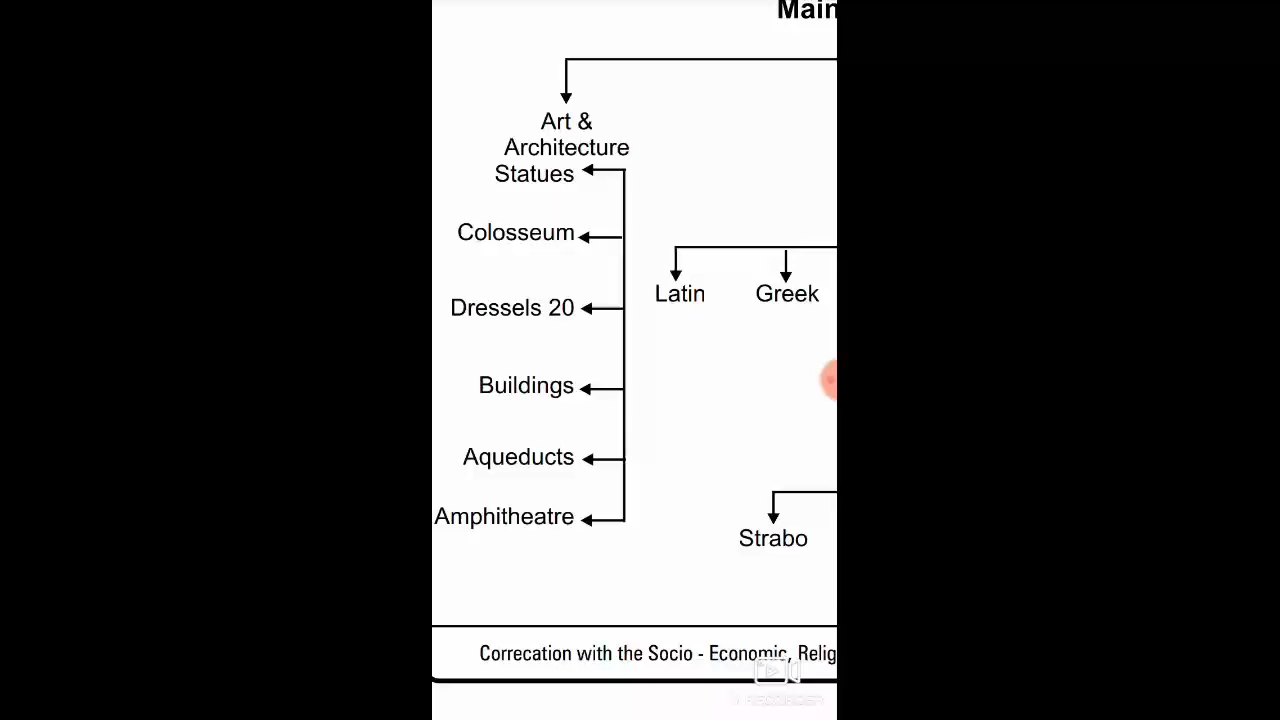 Main
Art &
Architecture
Statues
Colosseum
Dressels 20
Buildings
Aqueducts
Amphitheatre
Latin
Greek
Strabo
Correcation with the Socio - Economic, Relig